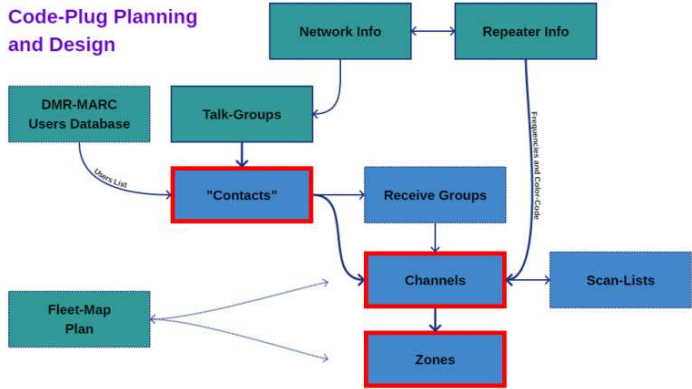 Code-Plug Planning
and Design
Network Info
Repeater Info
DMR-MARC
Users Database
Talk-Groups
Frequencies and Color-Code
Users List
"Contacts"
Receive Groups
Channels
Scan-Lists
Fleet-Map
Plan
Zones